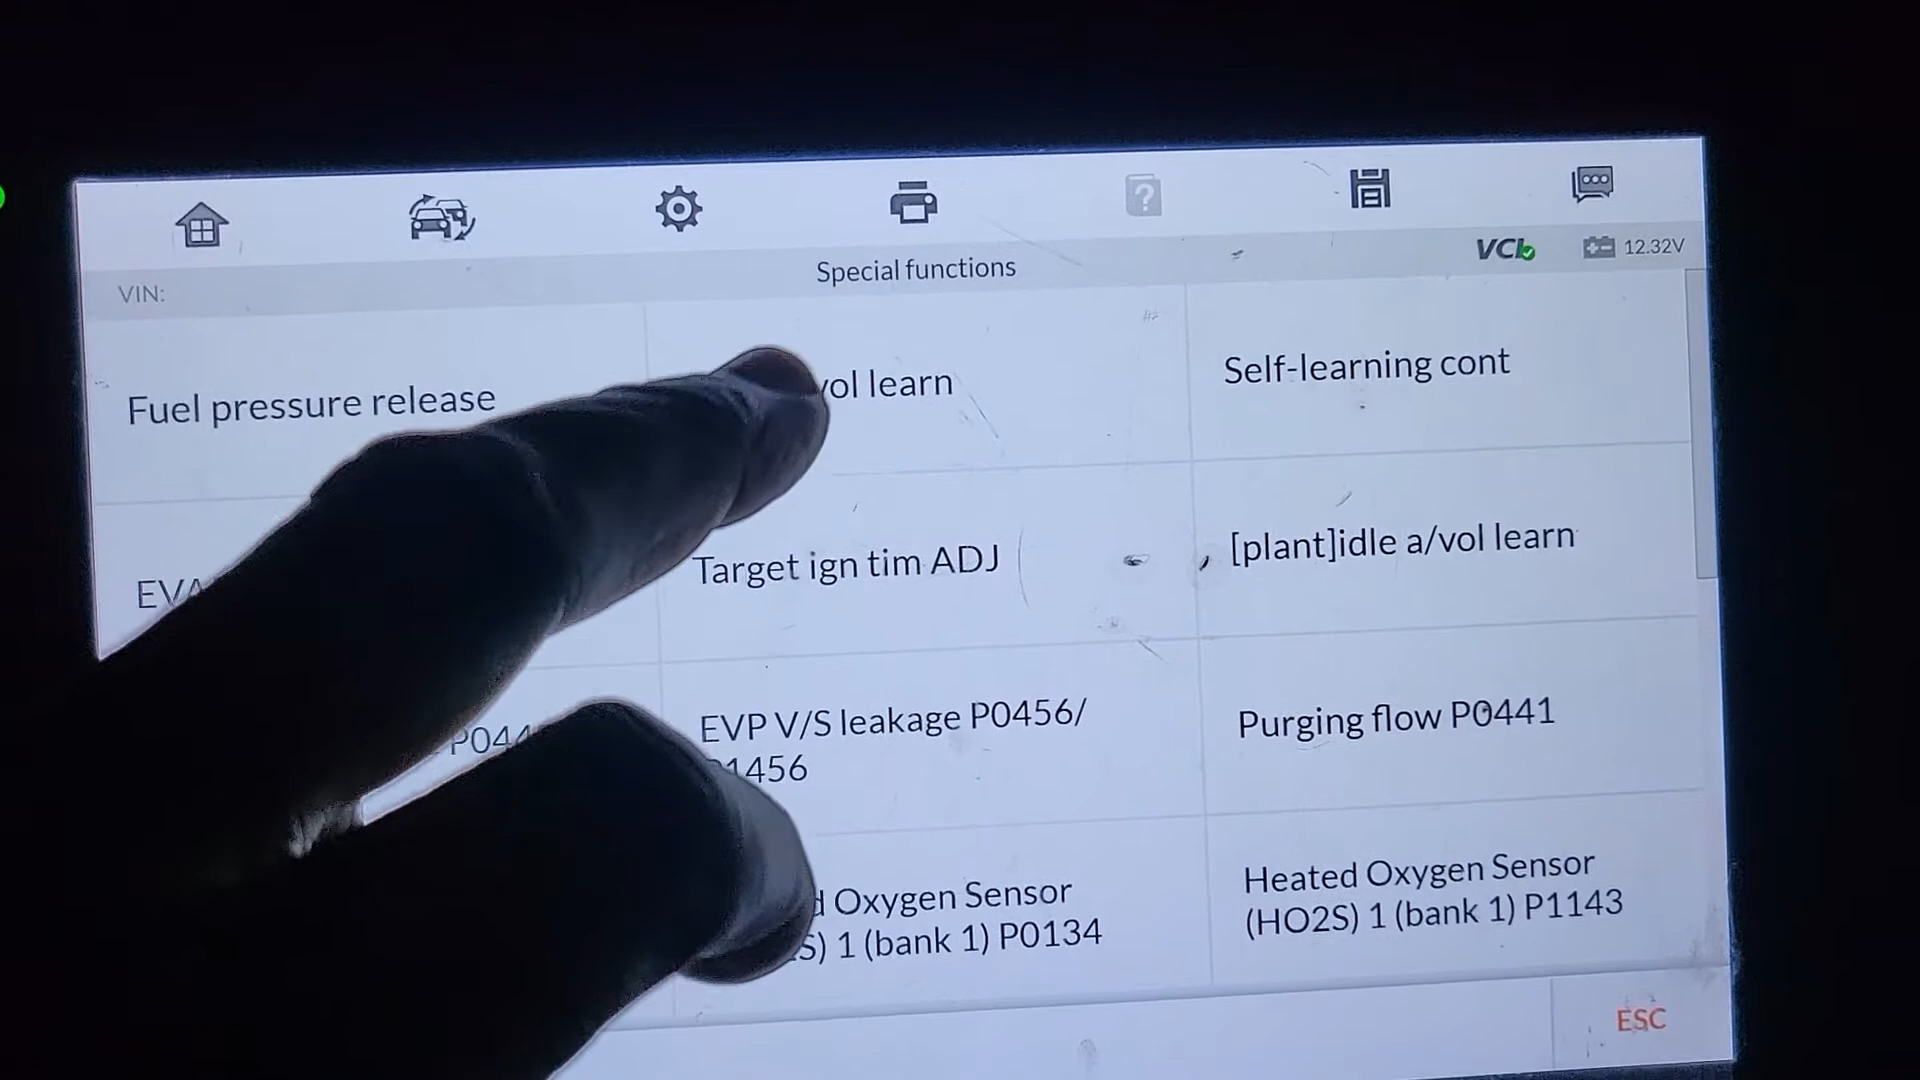 VCI 12.32V
VIN: Special functions
Fuel pressure release
vol learn
Self-learning cont
Target ign tim ADJ
[plant]idle a/vol learn
EVP V/S leakage P0456/
1456
Purging flow P0441
Oxygen Sensor
1 (bank 1) P0134
Heated Oxygen Sensor
(HO2S) 1 (bank 1) P1143
ESC